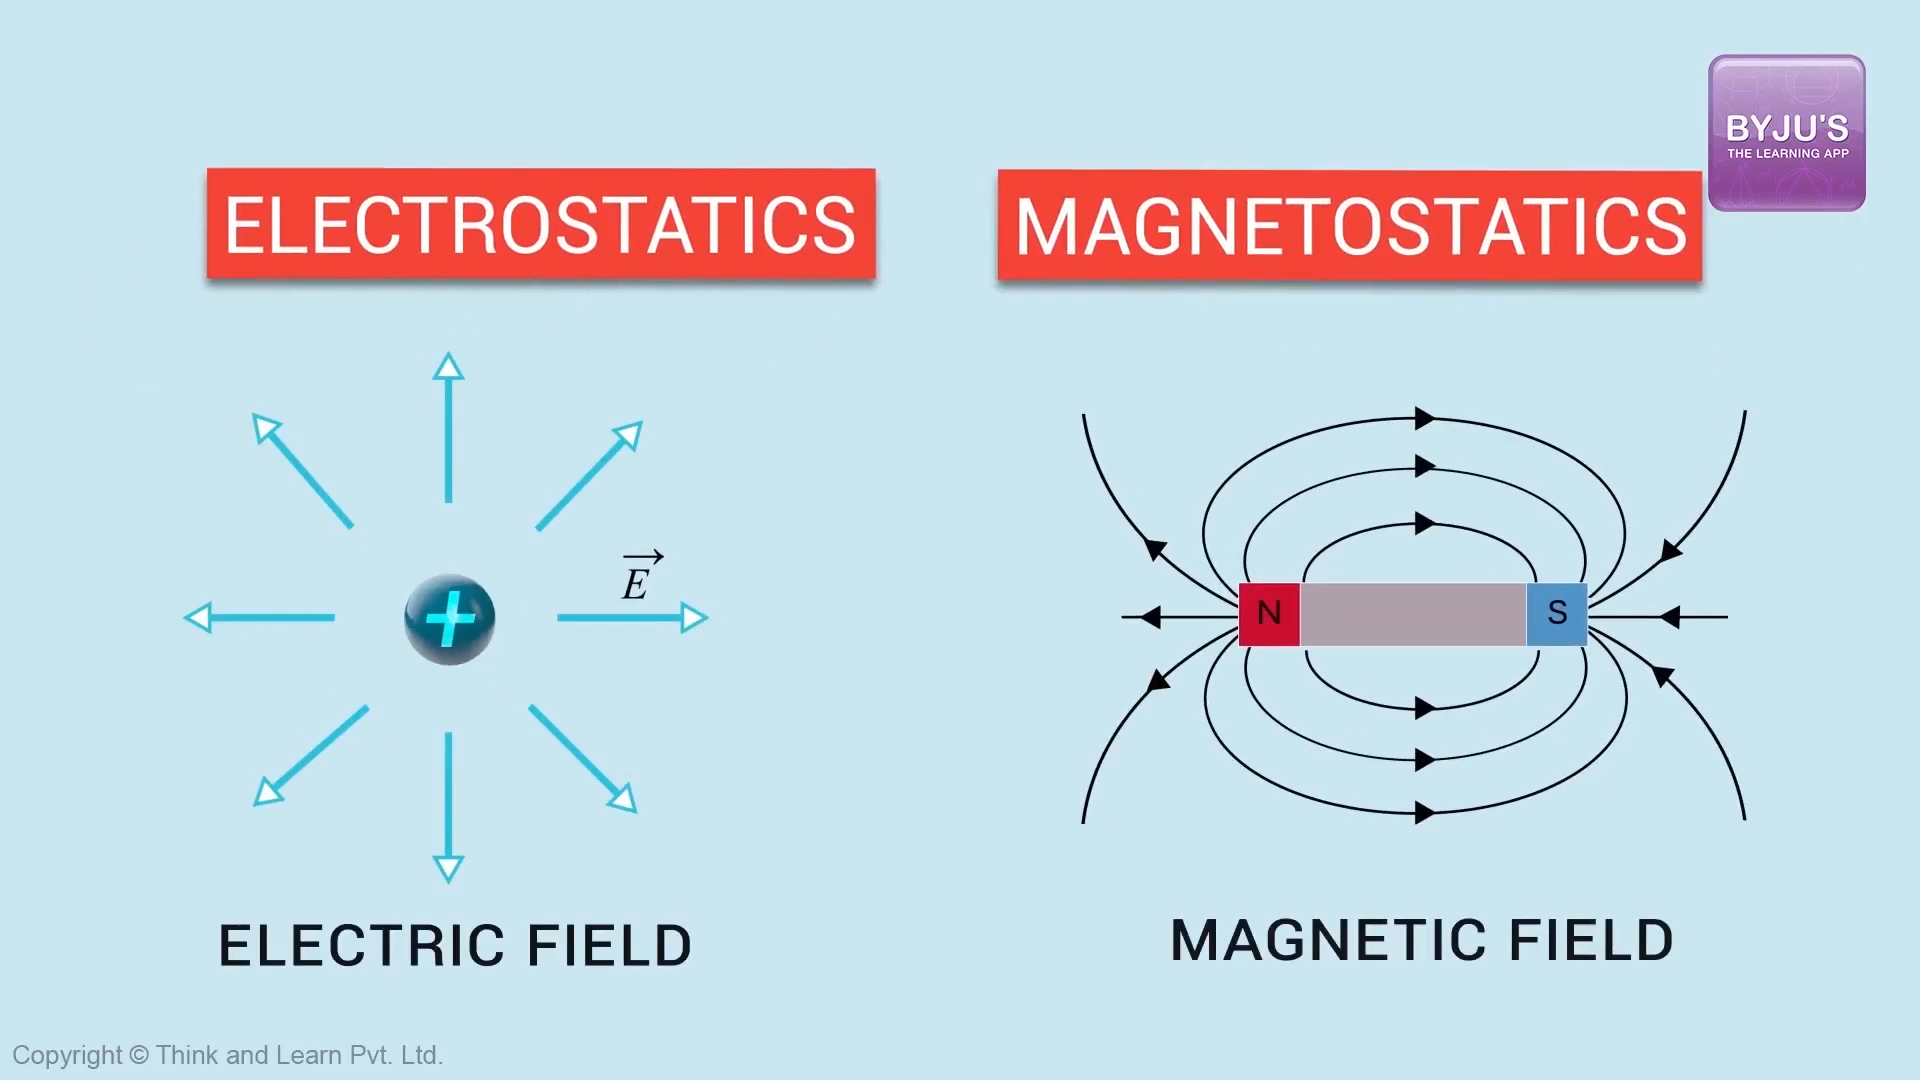 BYJU'S
THE LEARNING APP
ELECTROSTATICS
MAGNETOSTATICS
E
+
N
S
ELECTRIC FIELD
MAGNETIC FIELD
Copyright © Think and Learn Pvt. Ltd.